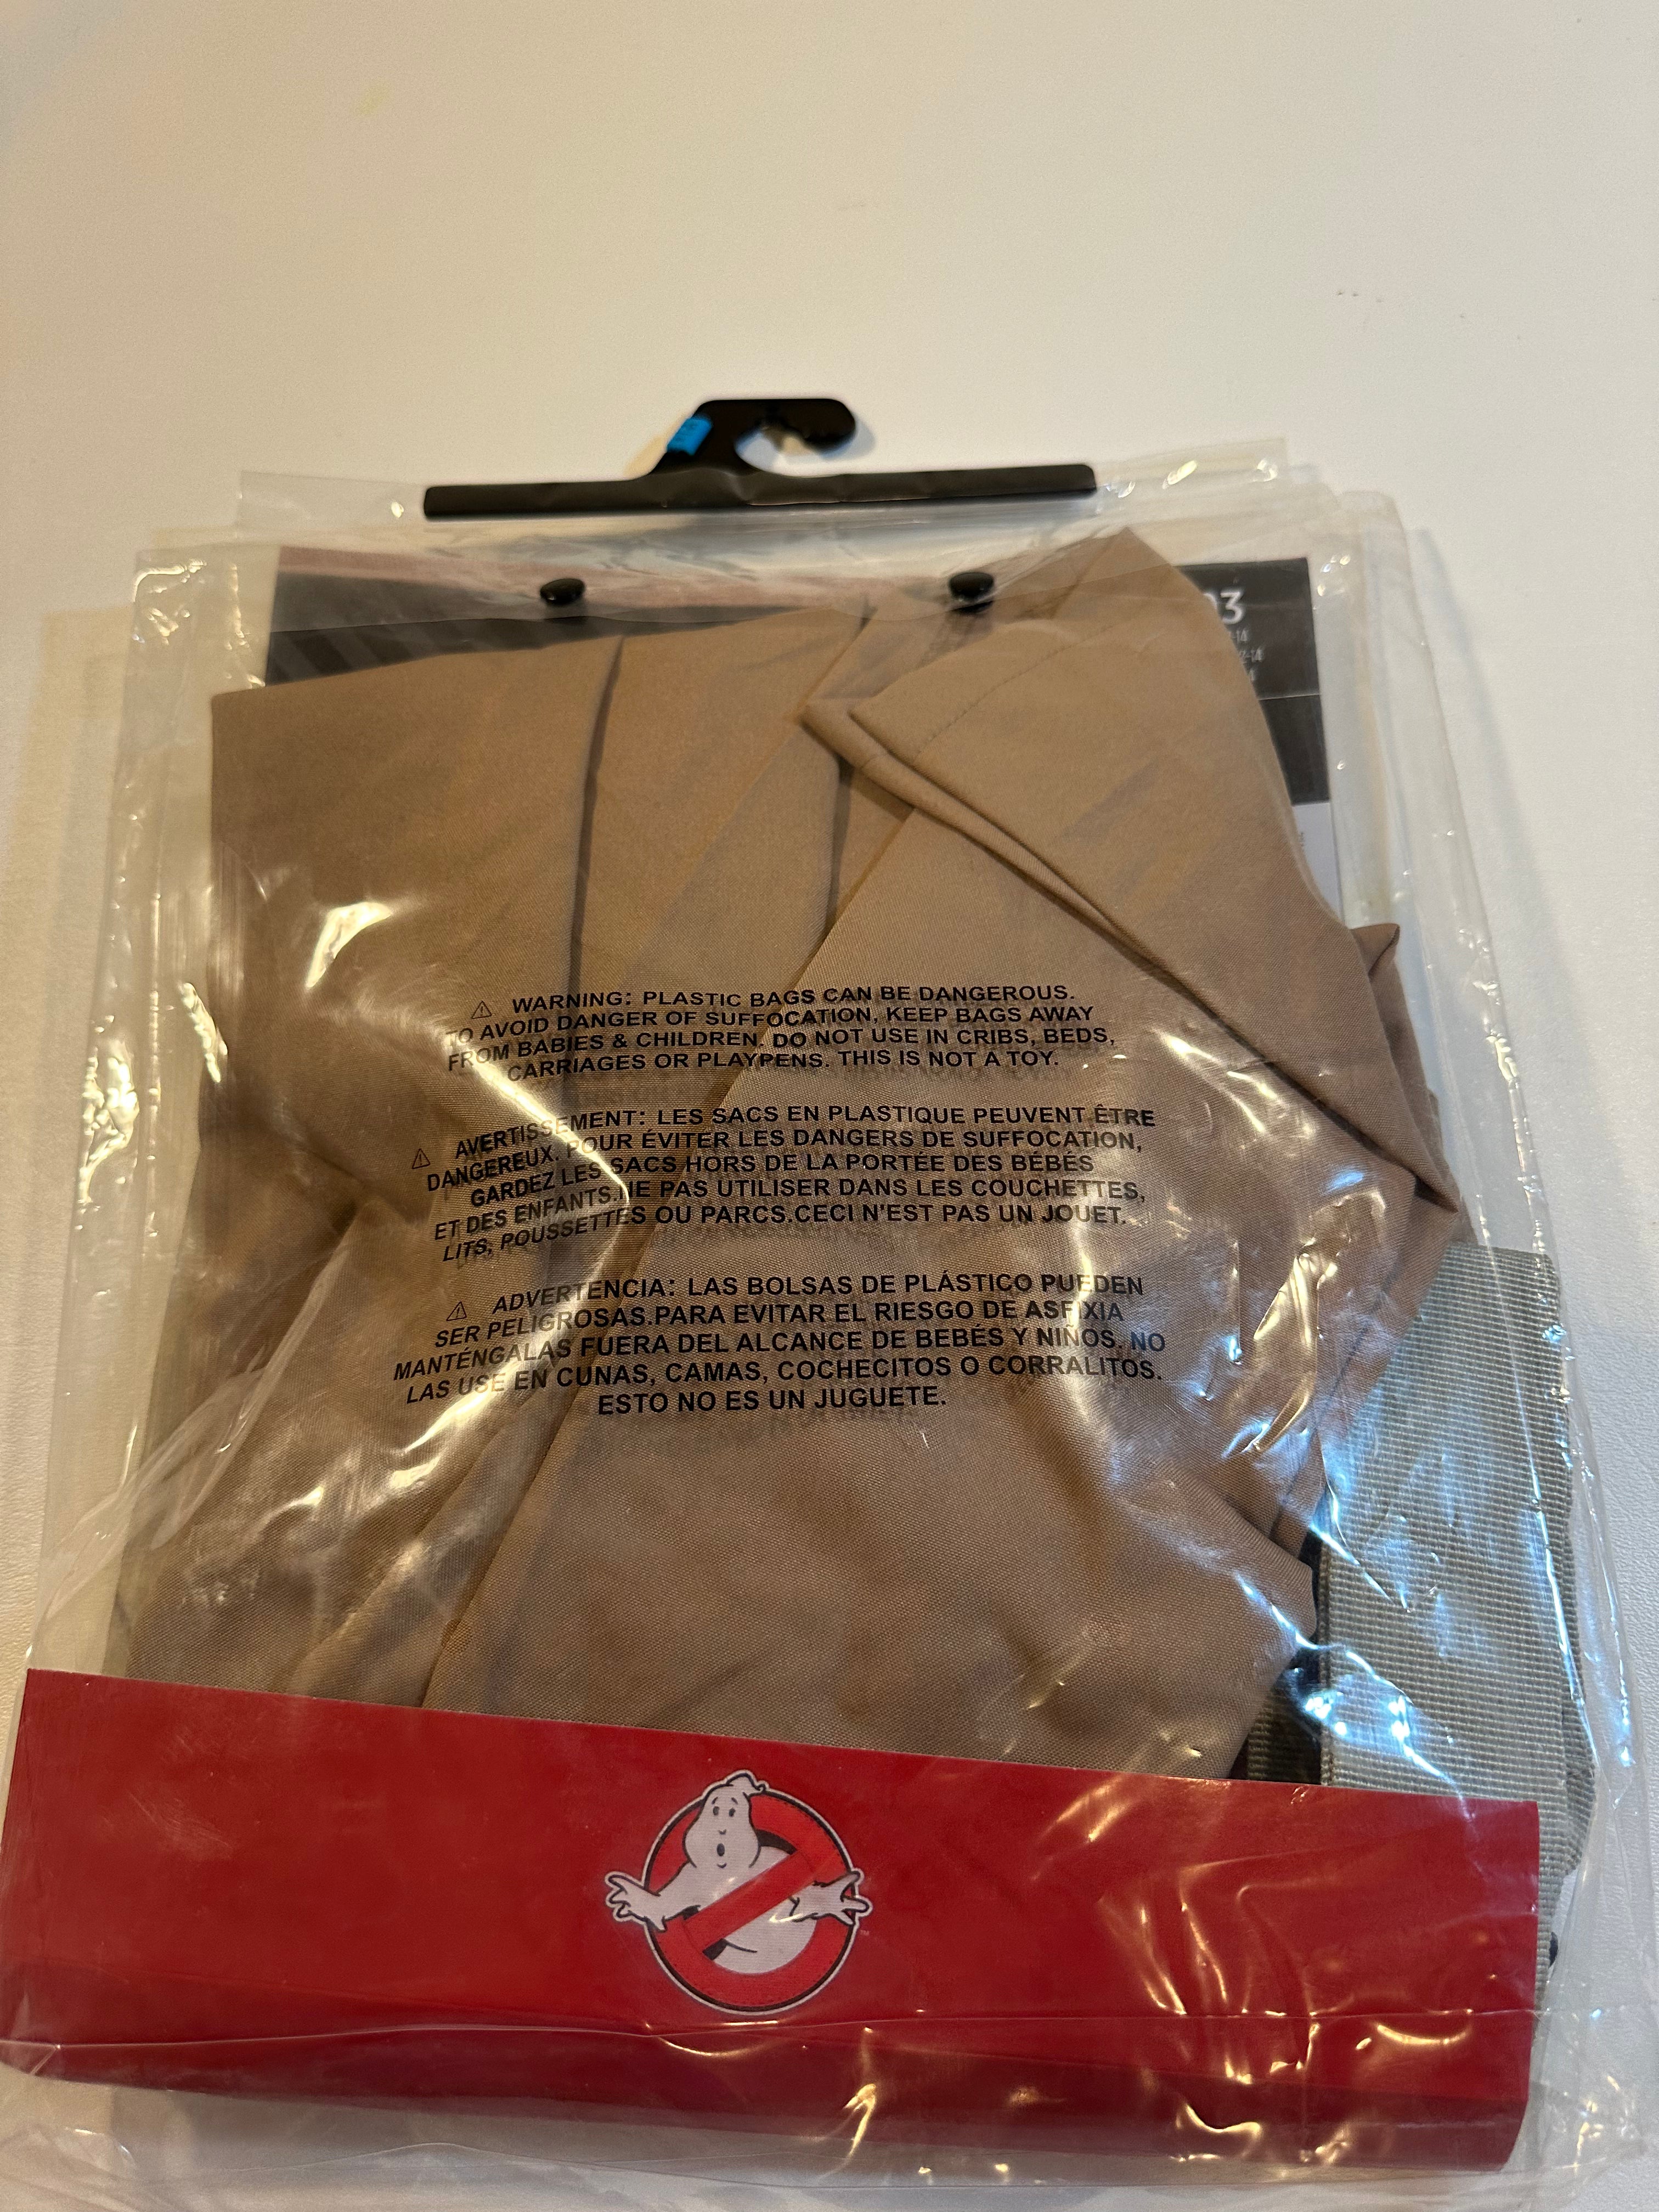 ⚠ WARNING: PLASTIC BAGS CAN BE DANGEROUS.
TO AVOID DANGER OF SUFFOCATION, KEEP BAGS AWAY
FROM BABIES & CHILDREN. DO NOT USE IN CRIBS, BEDS,
CARRIAGES OR PLAYPENS. THIS IS NOT A TOY.
⚠ AVERTISSEMENT: LES SACS EN PLASTIQUE PEUVENT ÊTRE
DANGEREUX. POUR ÉVITER LES DANGERS DE SUFFOCATION,
GARDEZ LES SACS HORS DE LA PORTÉE DES BÉBÉS
ET DES ENFANTS.NE PAS UTILISER DANS LES COUCHETTES,
LITS, POUSSETTES OU PARCS.CECI N'EST PAS UN JOUET.
⚠ ADVERTENCIA: LAS BOLSAS DE PLÁSTICO PUEDEN
SER PELIGROSAS.PARA EVITAR EL RIESGO DE ASFIXIA
MANTÉNGALAS FUERA DEL ALCANCE DE BEBÉS Y NIÑOS. NO
LAS USE EN CUNAS, CAMAS, COCHECITOS O CORRALITOS.
ESTO NO ES UN JUGUETE.